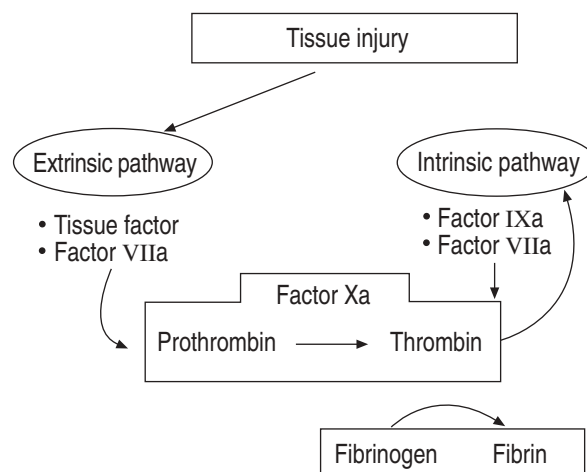 Tissue injury
Extrinsic pathway
Intrinsic pathway
• Tissue factor
• Factor VIIa
• Factor IXa
• Factor VIIa
Factor Xa
Prothrombin
Thrombin
Fibrinogen
Fibrin